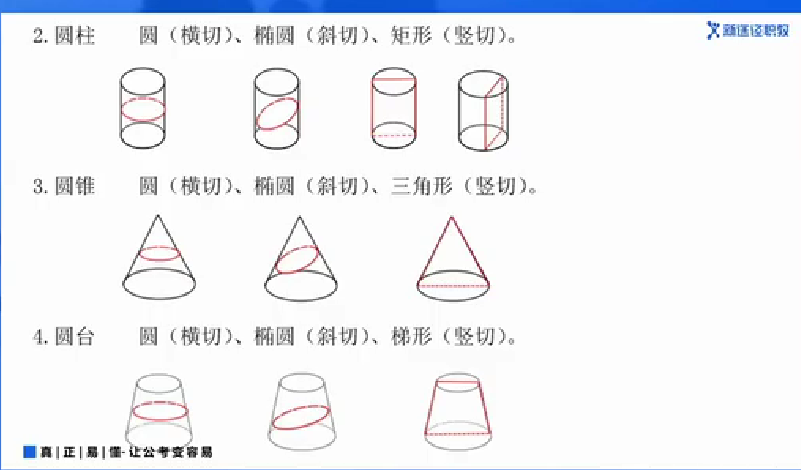 2.圆柱 圆（横切）、椭圆（斜切）、矩形（竖切）。
新途径职教
3.圆锥 圆（横切）、椭圆（斜切）、三角形（竖切）。
4.圆台 圆（横切）、椭圆（斜切）、梯形（竖切）。
真|正|易|懂·让公考变容易